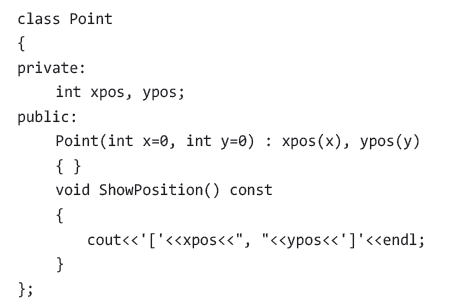 class Point
{
private:
    int xpos, ypos;
public:
    Point(int x=0, int y=0) : xpos(x), ypos(y)
    { }
    void ShowPosition() const
    {
        cout<<'['<<xpos<<", "<<ypos<<']'<<endl;
    }
};